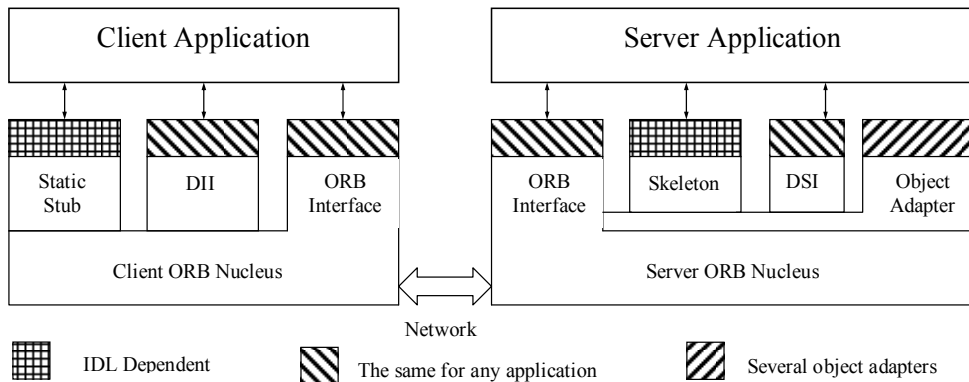 Client Application
Server Application
Static
Stub
DII
ORB
Interface
ORB
Interface
Skeleton
DSI
Object
Adapter
Client ORB Nucleus
Server ORB Nucleus
Network
IDL Dependent
The same for any application
Several object adapters